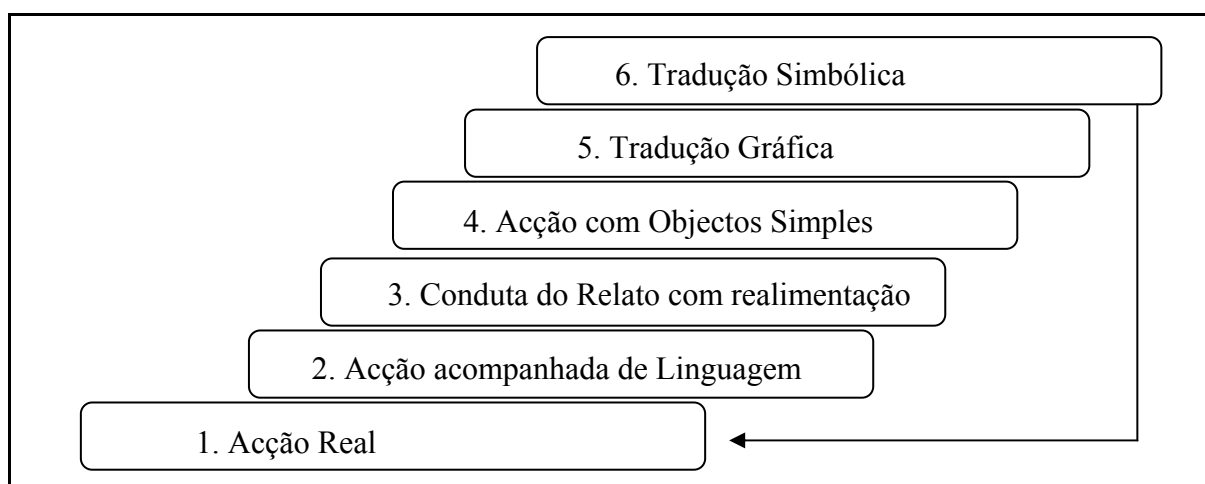 6. Tradução Simbólica
5. Tradução Gráfica
4. Acção com Objectos Simples
3. Conduta do Relato com realimentação
2. Acção acompanhada de Linguagem
1. Acção Real